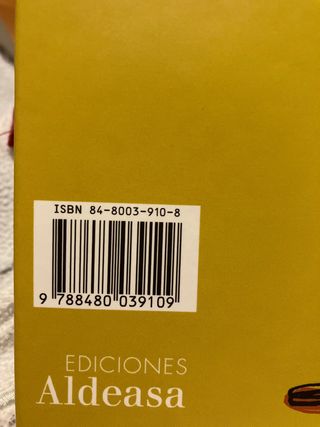 ISBN 84-8003-910-8
9 788480 039109
EDICIONES
Aldeasa